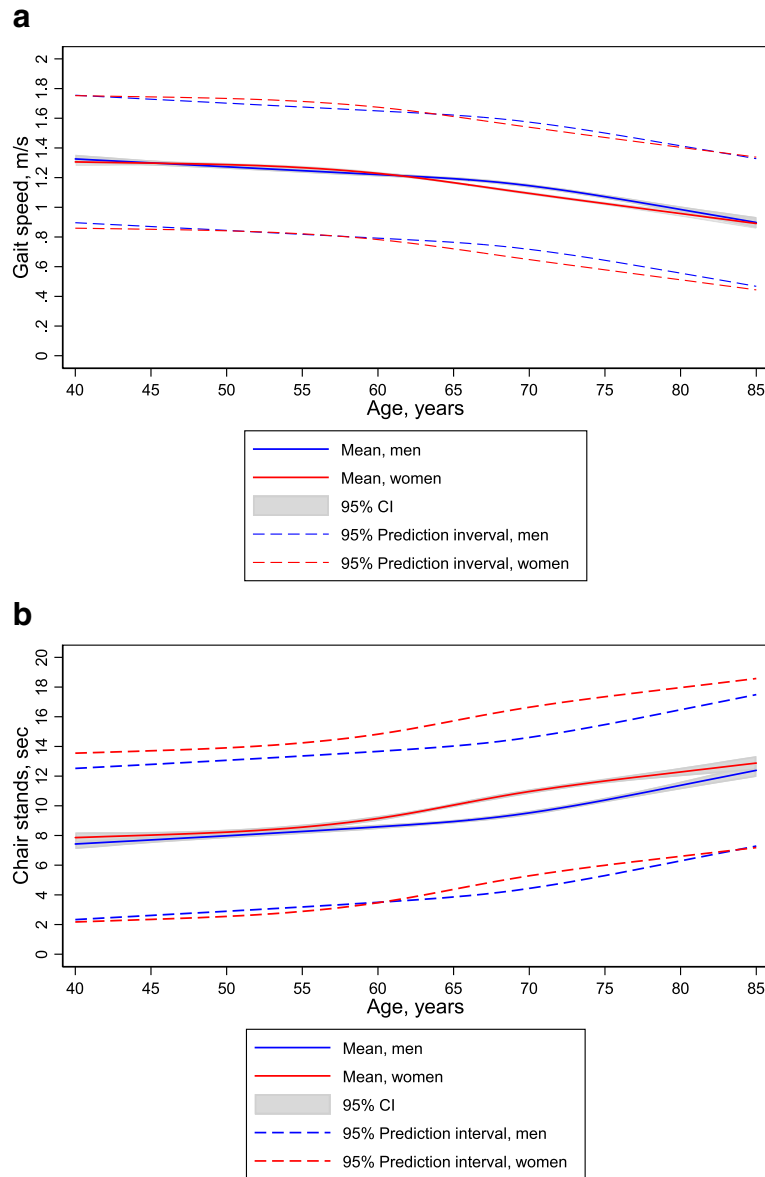 a
Gait speed, m/s
2
1.8
1.6
1.4
1.2
1
.8
.6
.4
.2
0
40 45 50 55 60 65 70 75 80 85
Age, years
Mean, men
Mean, women
95% CI
95% Prediction inverval, men
95% Prediction inverval, women
b
Chair stands, sec
20
18
16
14
12
10
8
6
4
2
0
40 45 50 55 60 65 70 75 80 85
Age, years
Mean, men
Mean, women
95% CI
95% Prediction interval, men
95% Prediction interval, women